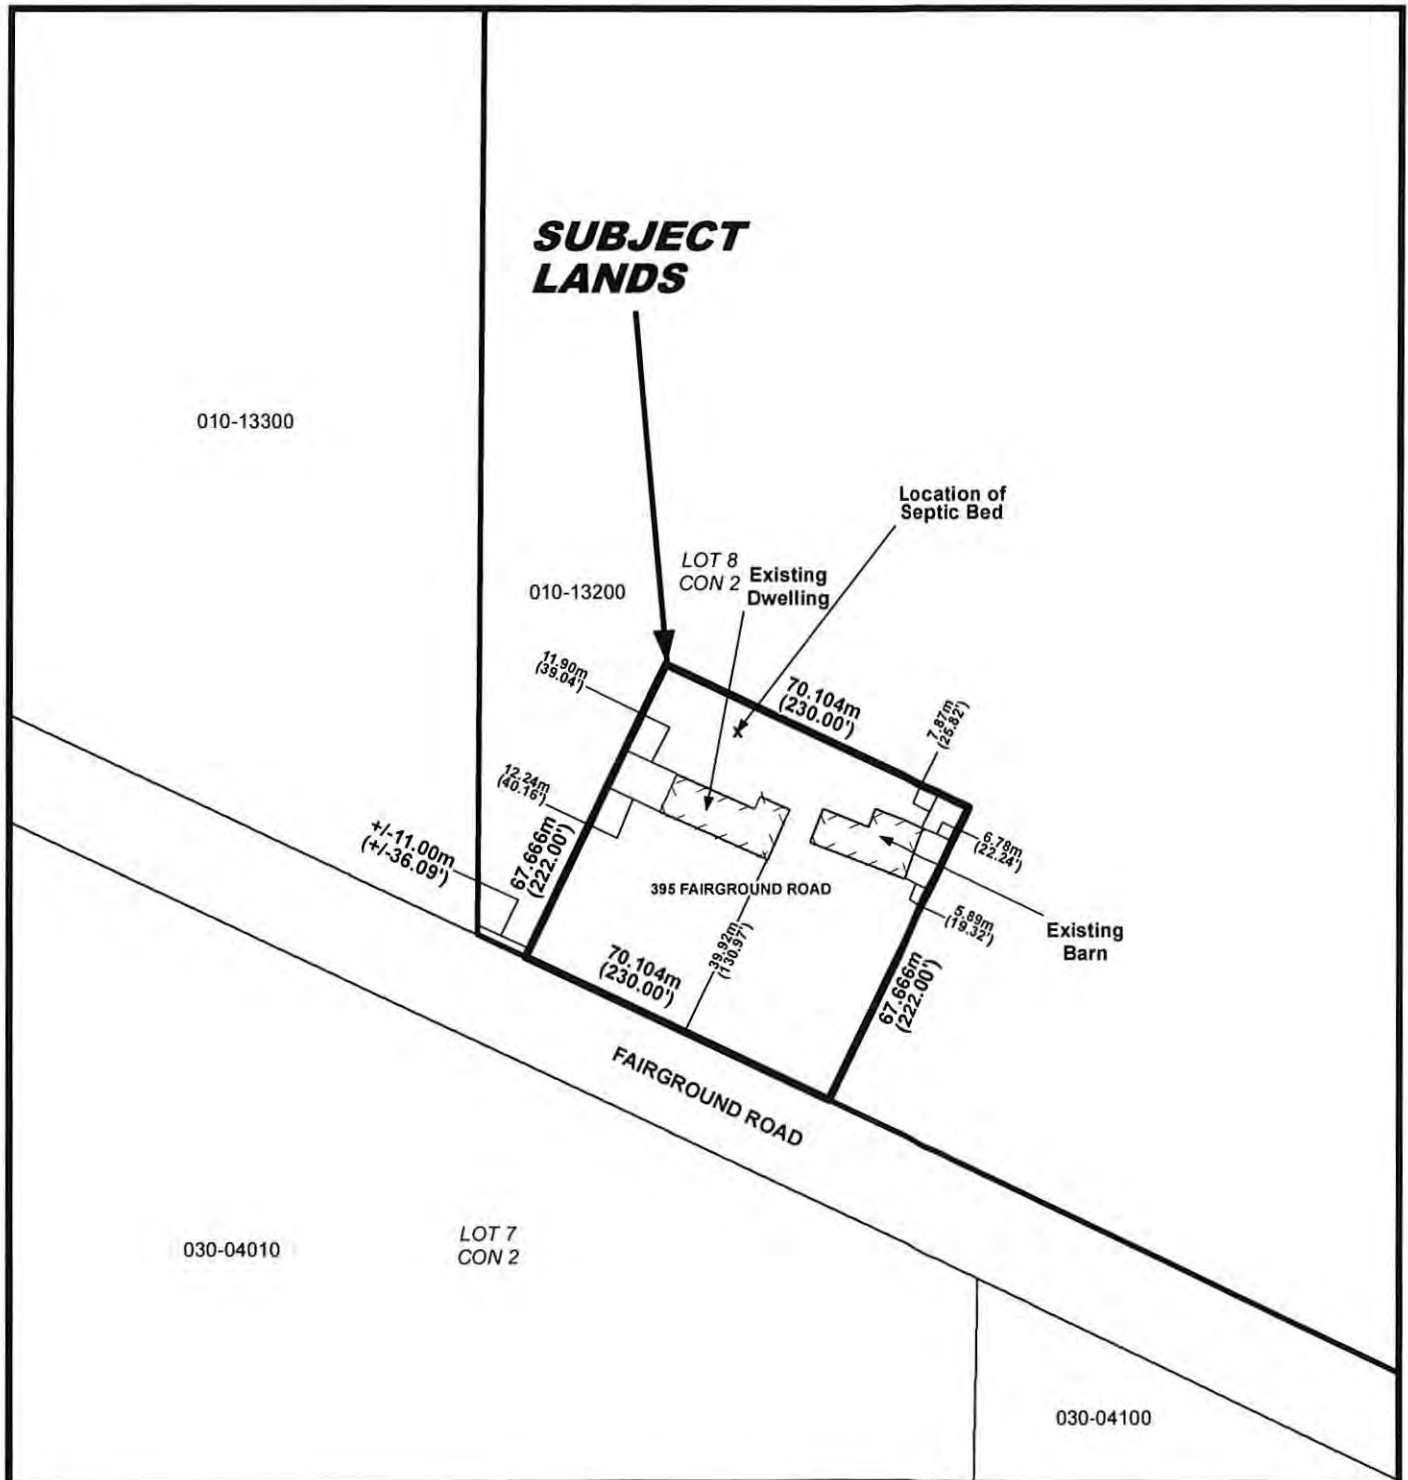 SUBJECT
LANDS
010-13300
Location of
Septic Bed
LOT 8
CON 2
Existing
Dwelling
010-13200
11.90m
(39.04')
70.104m
(230.00')
7.87m
(25.82')
12.24m
(40.16')
+/-11.00m
(+/-36.09')
67.666m
(222.00')
6.78m
(22.24')
395 FAIRGROUND ROAD
5.89m
(19.32')
Existing
Barn
39.92m
(130.97')
70.104m
(230.00')
67.666m
(222.00')
FAIRGROUND ROAD
030-04010
LOT 7
CON 2
030-04100